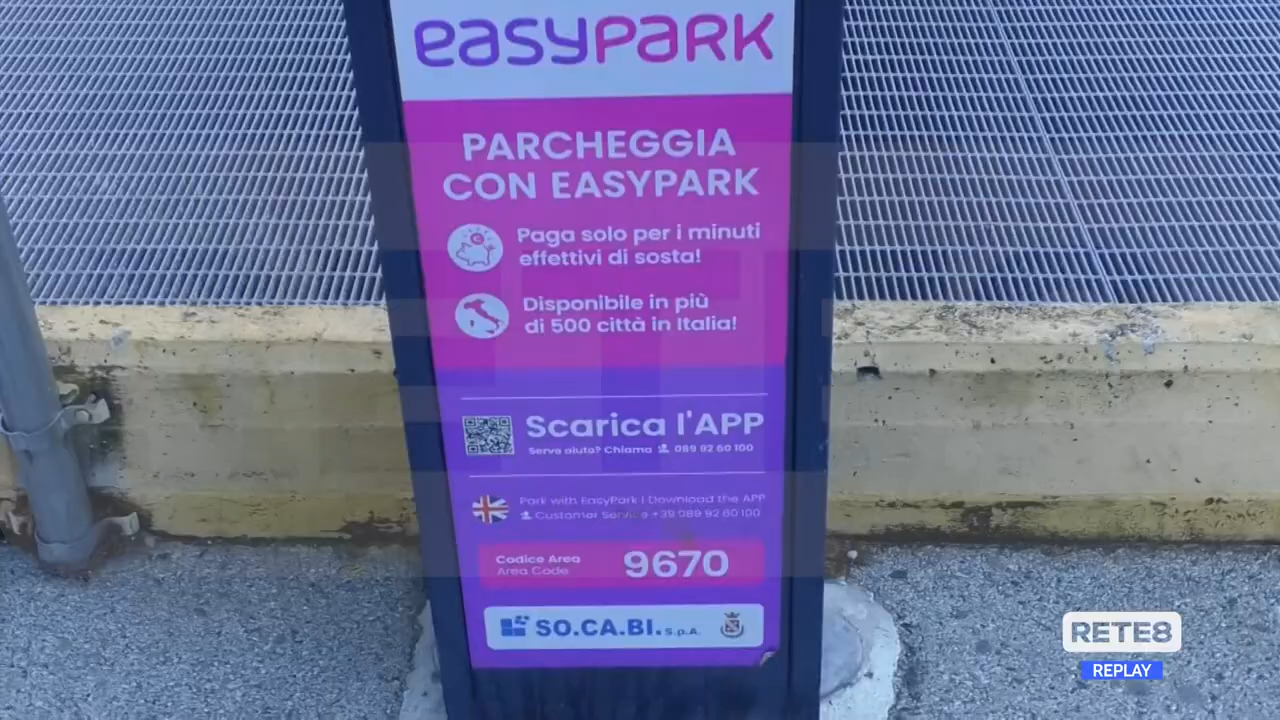 easypark
PARCHEGGIA
CON EASYPARK
Paga solo per i minuti
effettivi di sosta!
Disponibile in più
di 500 città in Italia!
Scarica l'APP
Serve aiuto? Chiama 089 92 60 100
Park with EasyPark | Download the APP
Customer Service +39 089 92 60 100
Codice Area
Area Code
9670
SO.CA.BI. S.p.A.
RETE8
REPLAY